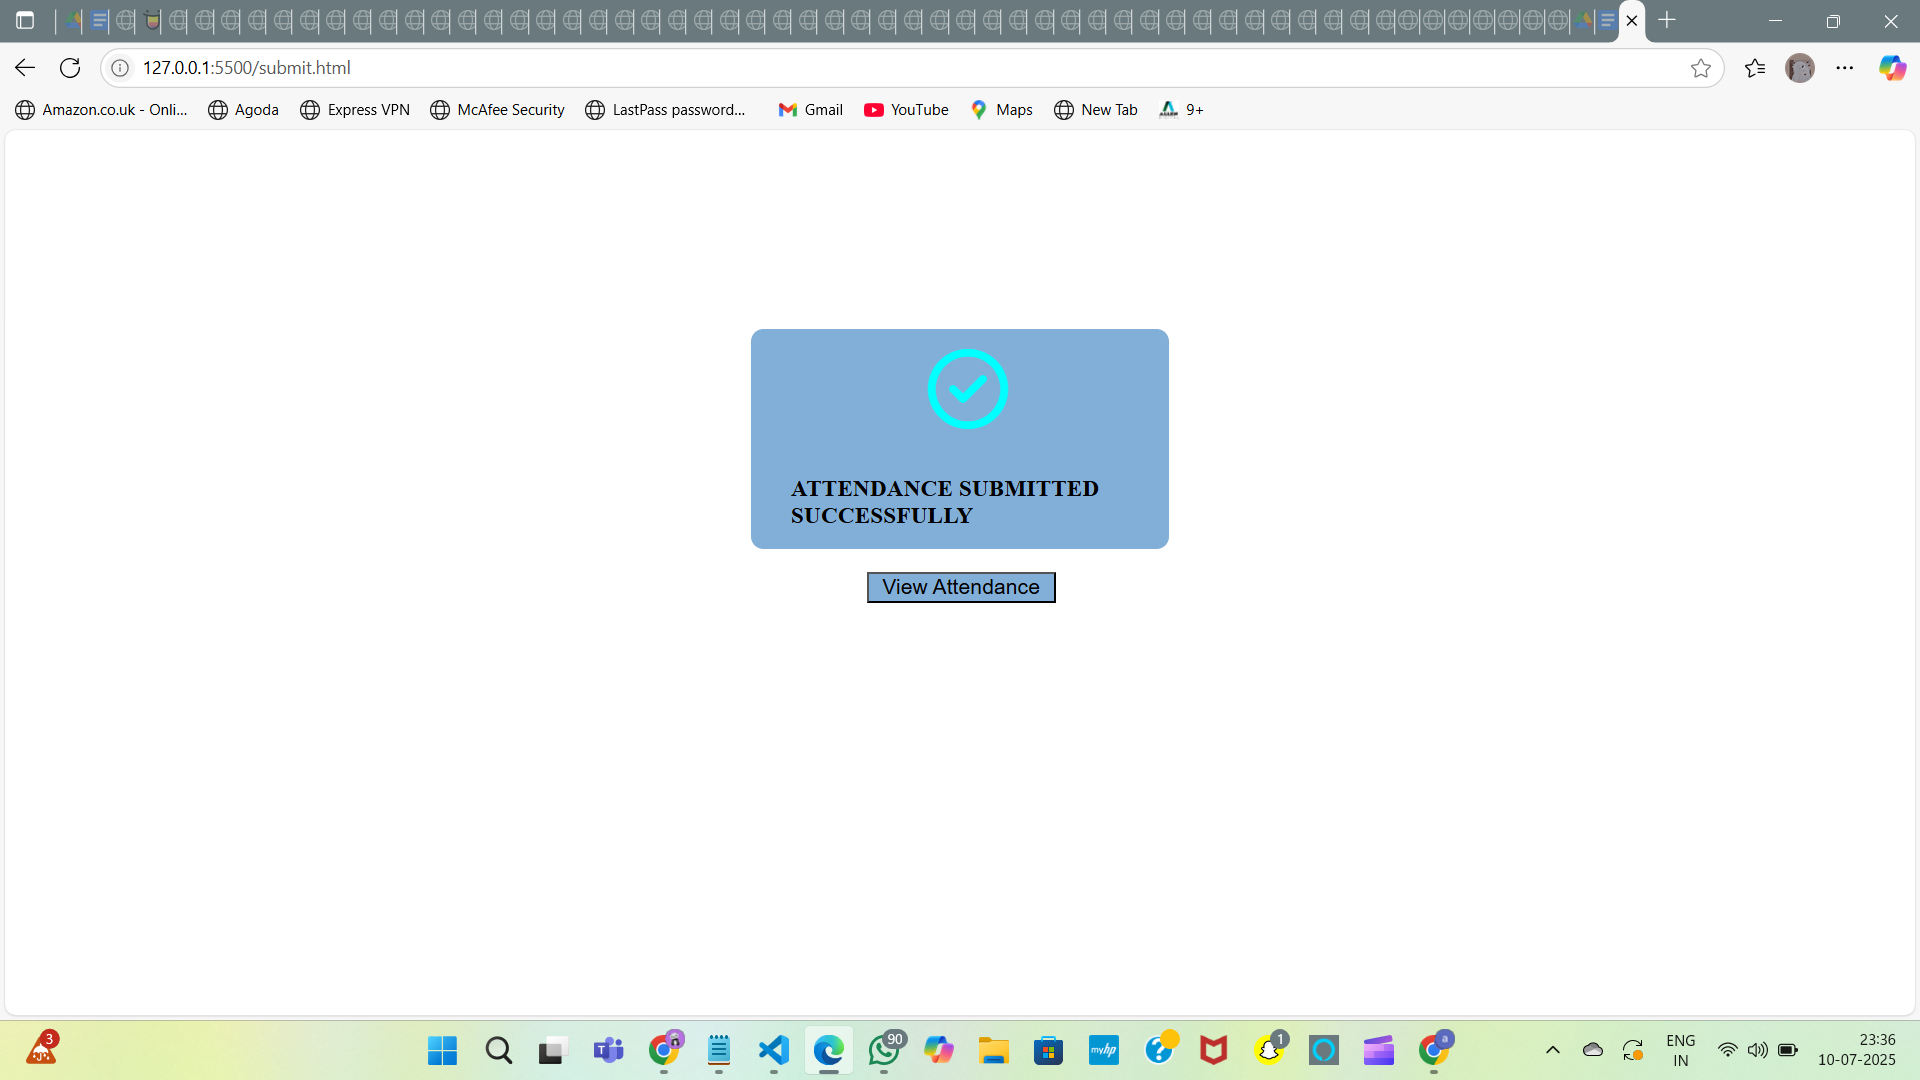 127.0.0.1:5500/submit.html
Amazon.co.uk - Onli...
Agoda
Express VPN
McAfee Security
LastPass password...
Gmail
YouTube
Maps
New Tab
9+
ATTENDANCE SUBMITTED
SUCCESSFULLY
View Attendance
3
90
myhp
1
a
ENG
IN
23:36
10-07-2025